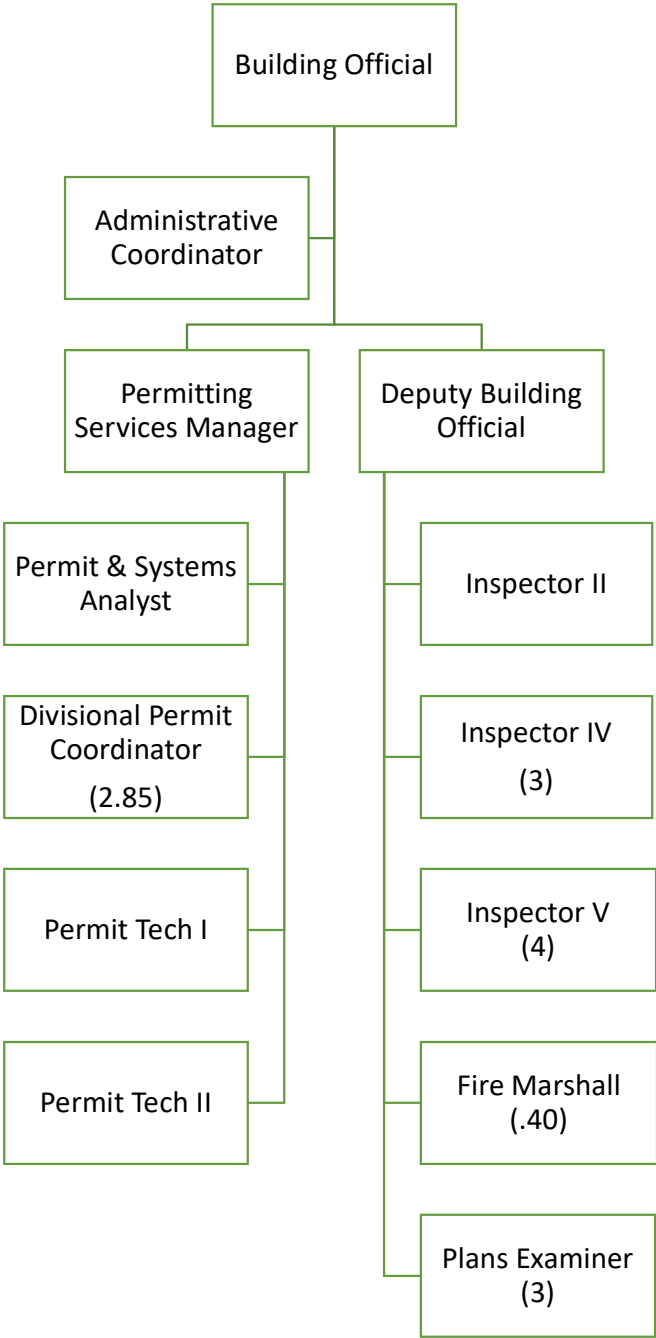 Building Official
Administrative
Coordinator
Permitting
Services Manager
Deputy Building
Official
Permit & Systems
Analyst
Divisional Permit
Coordinator
(2.85)
Permit Tech I
Permit Tech II
Inspector II
Inspector IV
(3)
Inspector V
(4)
Fire Marshall
(.40)
Plans Examiner
(3)